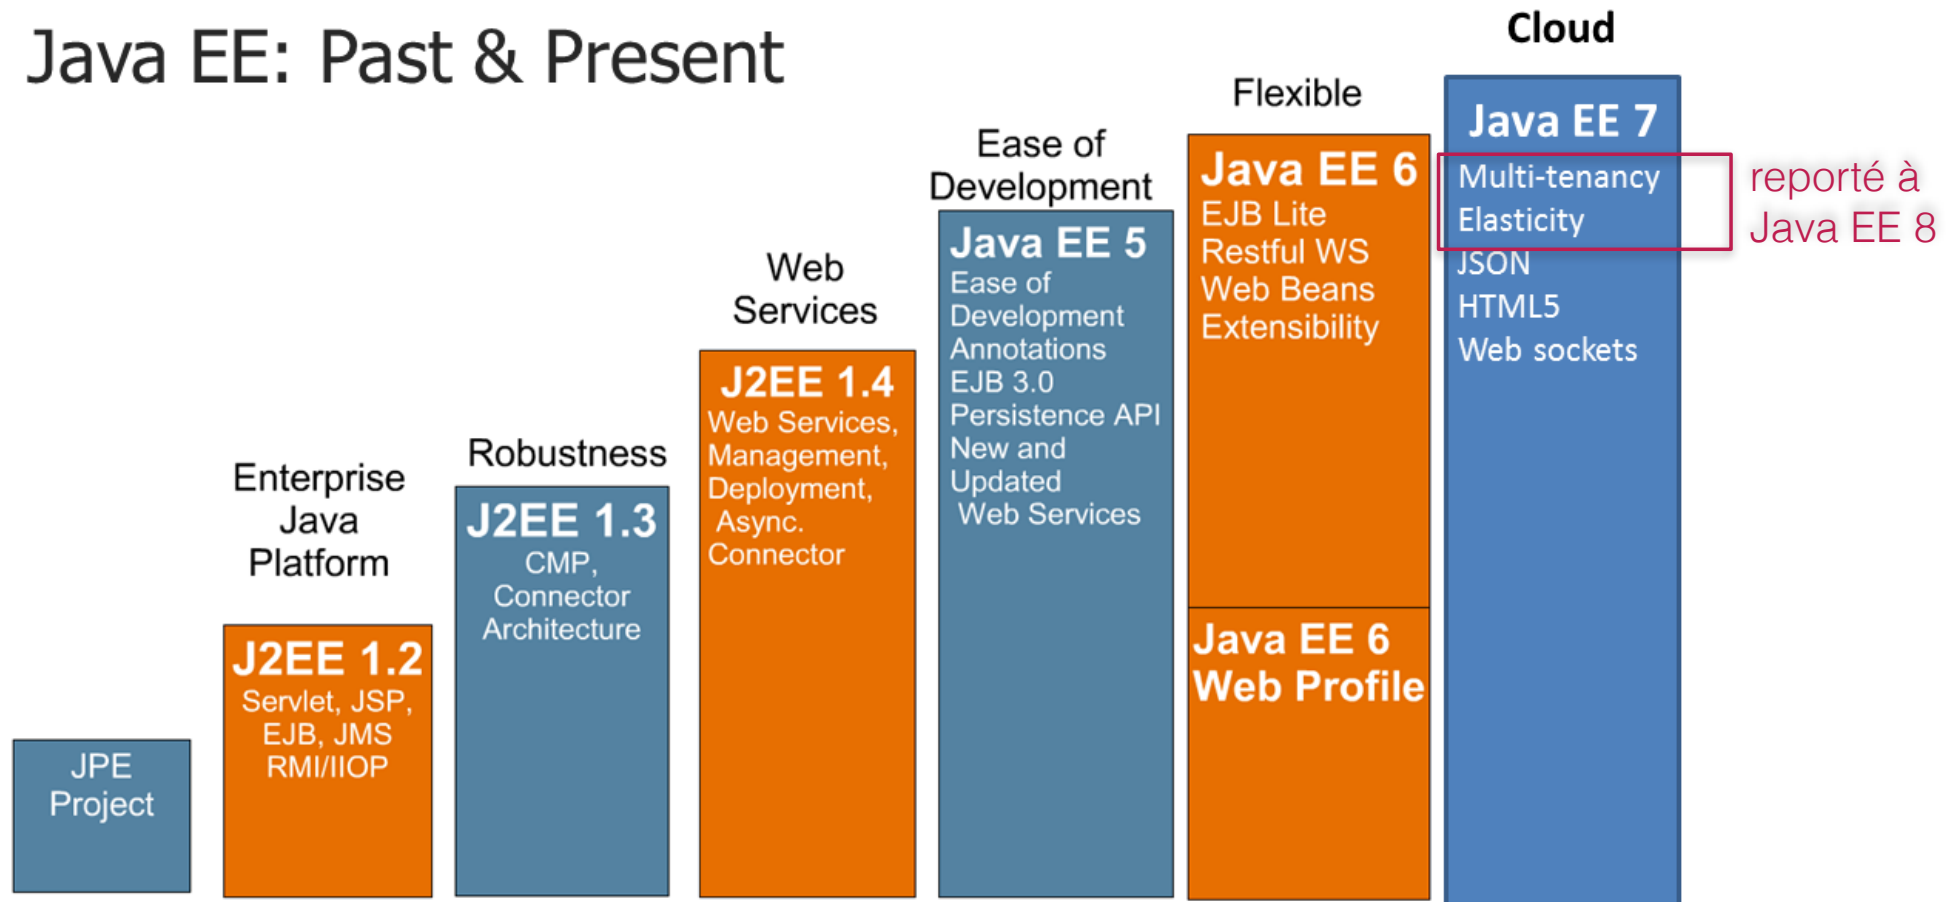 Java EE: Past & Present
JPE
Project
Enterprise
Java
Platform
J2EE 1.2
Servlet, JSP,
EJB, JMS
RMI/IIOP
Robustness
J2EE 1.3
CMP,
Connector
Architecture
Web
Services
J2EE 1.4
Web Services,
Management,
Deployment,
Async.
Connector
Ease of
Development
Java EE 5
Ease of
Development
Annotations
EJB 3.0
Persistence API
New and
Updated
Web Services
Flexible
Java EE 6
EJB Lite
Restful WS
Web Beans
Extensibility
Java EE 6
Web Profile
Cloud
Java EE 7
Multi-tenancy
Elasticity
JSON
HTML5
Web sockets
reporté à
Java EE 8